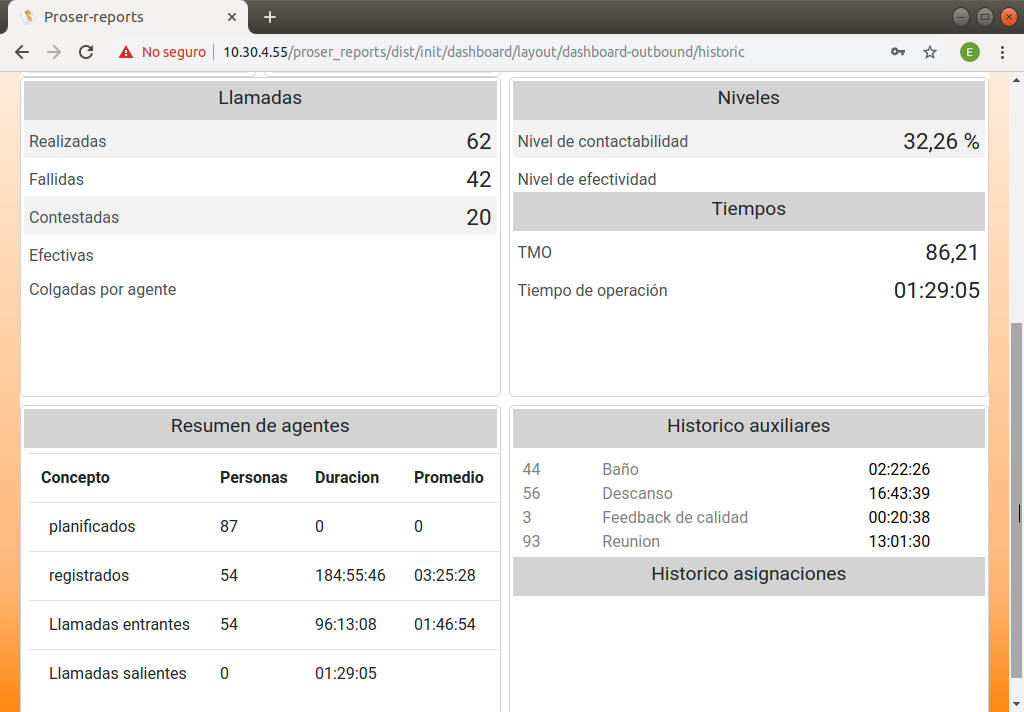 Proser-reports
No seguro
10.30.4.55/proser_reports/dist/init/dashboard/layout/dashboard-outbound/historic
E
Llamadas
Realizadas 62
Fallidas 42
Contestadas 20
Efectivas
Colgadas por agente
Niveles
Nivel de contactabilidad 32,26 %
Nivel de efectividad
Tiempos
TMO 86,21
Tiempo de operación 01:29:05
Resumen de agentes
Concepto Personas Duracion Promedio
planificados 87 0 0
registrados 54 184:55:46 03:25:28
Llamadas entrantes 54 96:13:08 01:46:54
Llamadas salientes 0 01:29:05
Historico auxiliares
44 Baño 02:22:26
56 Descanso 16:43:39
3 Feedback de calidad 00:20:38
93 Reunion 13:01:30
Historico asignaciones